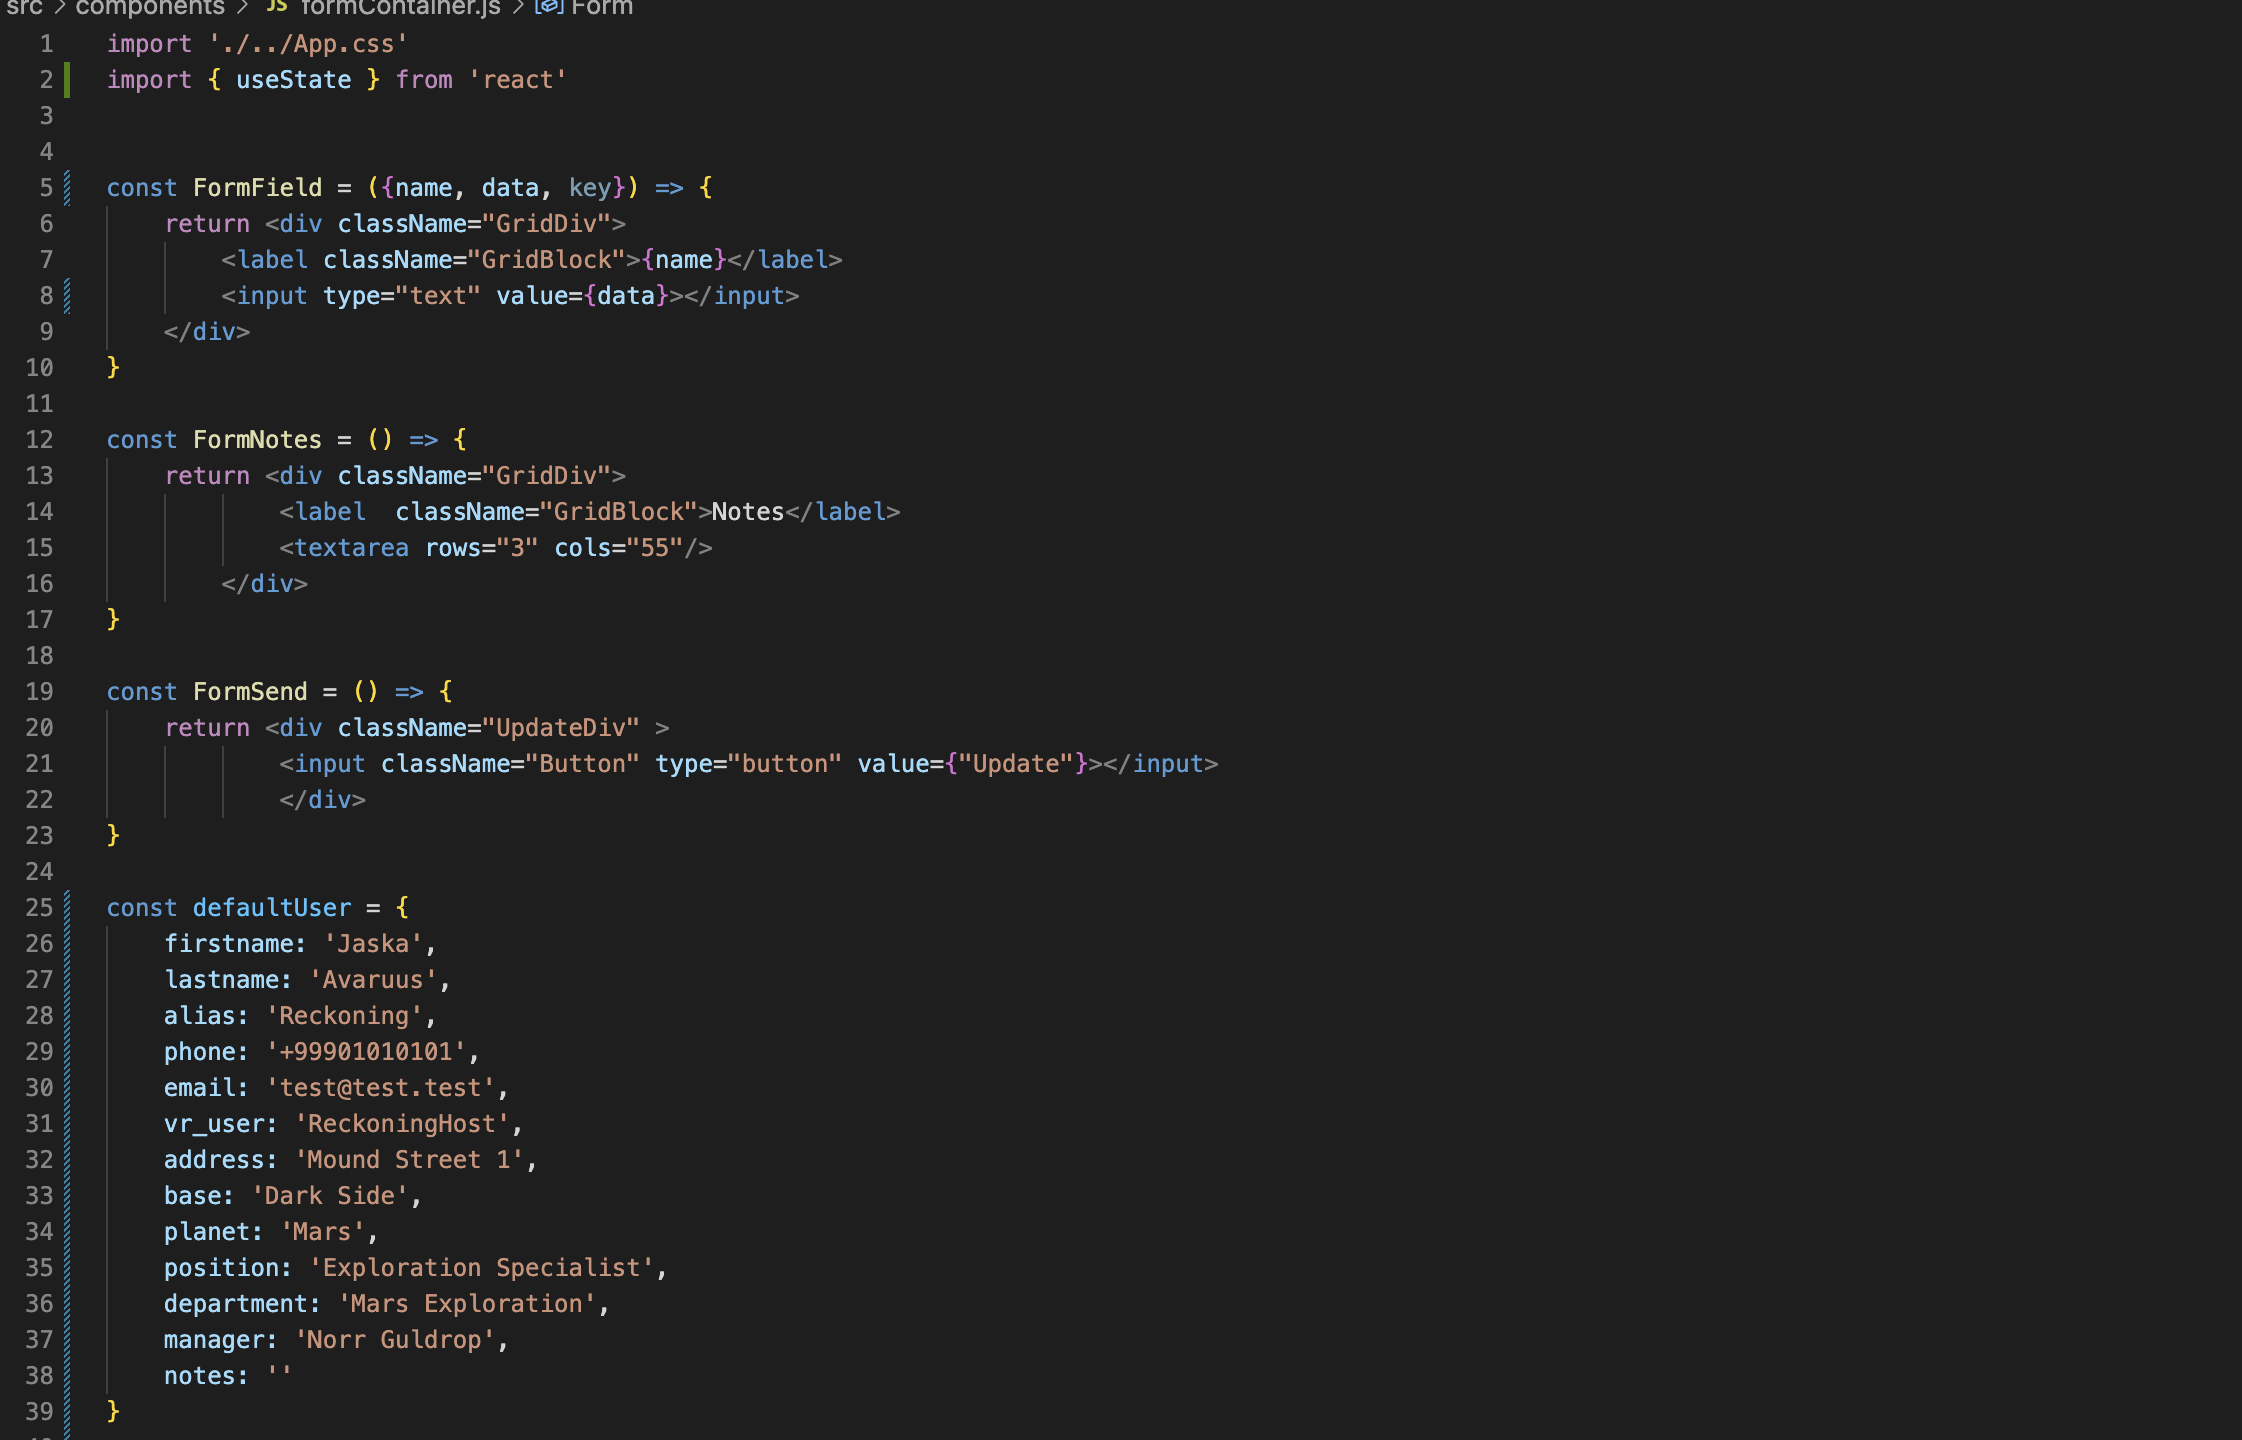 src > components > JS formContainer.js > Form
1 import './../App.css'
2 import { useState } from 'react'
3
4
5 const FormField = ({name, data, key}) => {
6     return <div className="GridDiv">
7         <label className="GridBlock">{name}</label>
8         <input type="text" value={data}></input>
9     </div>
10 }
11
12 const FormNotes = () => {
13     return <div className="GridDiv">
14             <label  className="GridBlock">Notes</label>
15             <textarea rows="3" cols="55"/>
16         </div>
17 }
18
19 const FormSend = () => {
20     return <div className="UpdateDiv" >
21             <input className="Button" type="button" value={"Update"}></input>
22             </div>
23 }
24
25 const defaultUser = {
26     firstname: 'Jaska',
27     lastname: 'Avaruus',
28     alias: 'Reckoning',
29     phone: '+99901010101',
30     email: 'test@test.test',
31     vr_user: 'ReckoningHost',
32     address: 'Mound Street 1',
33     base: 'Dark Side',
34     planet: 'Mars',
35     position: 'Exploration Specialist',
36     department: 'Mars Exploration',
37     manager: 'Norr Guldrop',
38     notes: ''
39 }